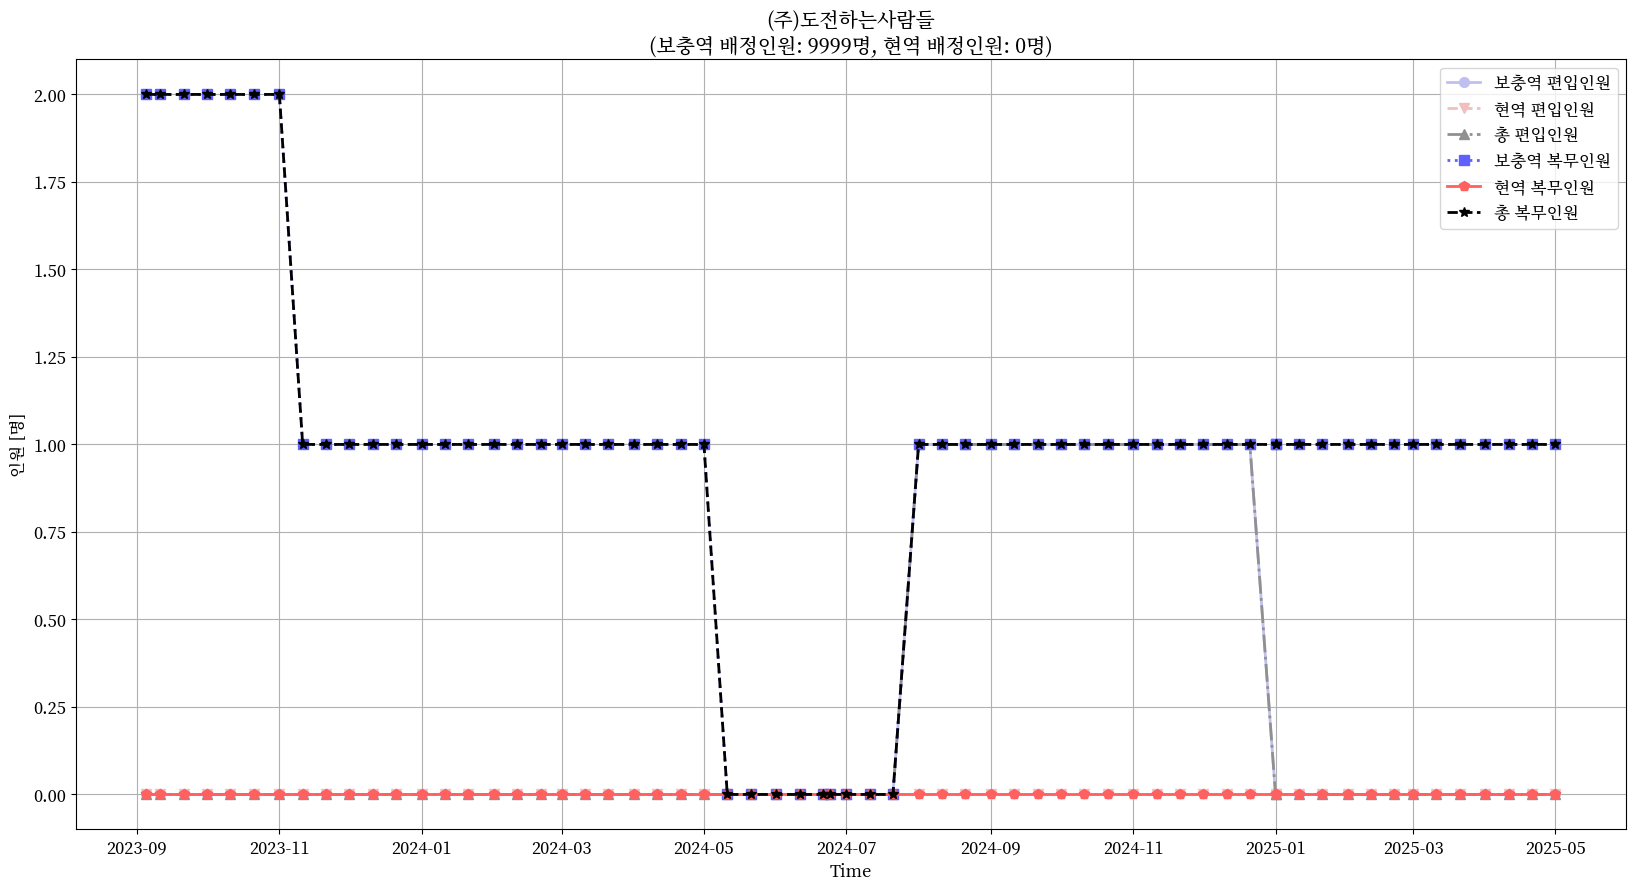 (주)도전하는사람들
(보충역 배정인원: 9999명, 현역 배정인원: 0명)
보충역 편입인원
현역 편입인원
총 편입인원
보충역 복무인원
현역 복무인원
총 복무인원
인원 [명]
2.00
1.75
1.50
1.25
1.00
0.75
0.50
0.25
0.00
2023-09 2023-11 2024-01 2024-03 2024-05 2024-07 2024-09 2024-11 2025-01 2025-03 2025-05
Time